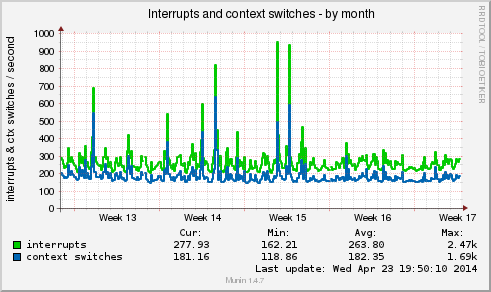 Interrupts and context switches - by month
RRDTOOL / TOBI OETIKER
interrupts & ctx switches / second
1000
900
800
700
600
500
400
300
200
100
0
Week 13 Week 14 Week 15 Week 16 Week 17
Cur: Min: Avg: Max:
interrupts 277.93 162.21 263.80 2.47k
context switches 181.16 118.86 182.35 1.69k
Last update: Wed Apr 23 19:50:10 2014
Munin 1.4.7